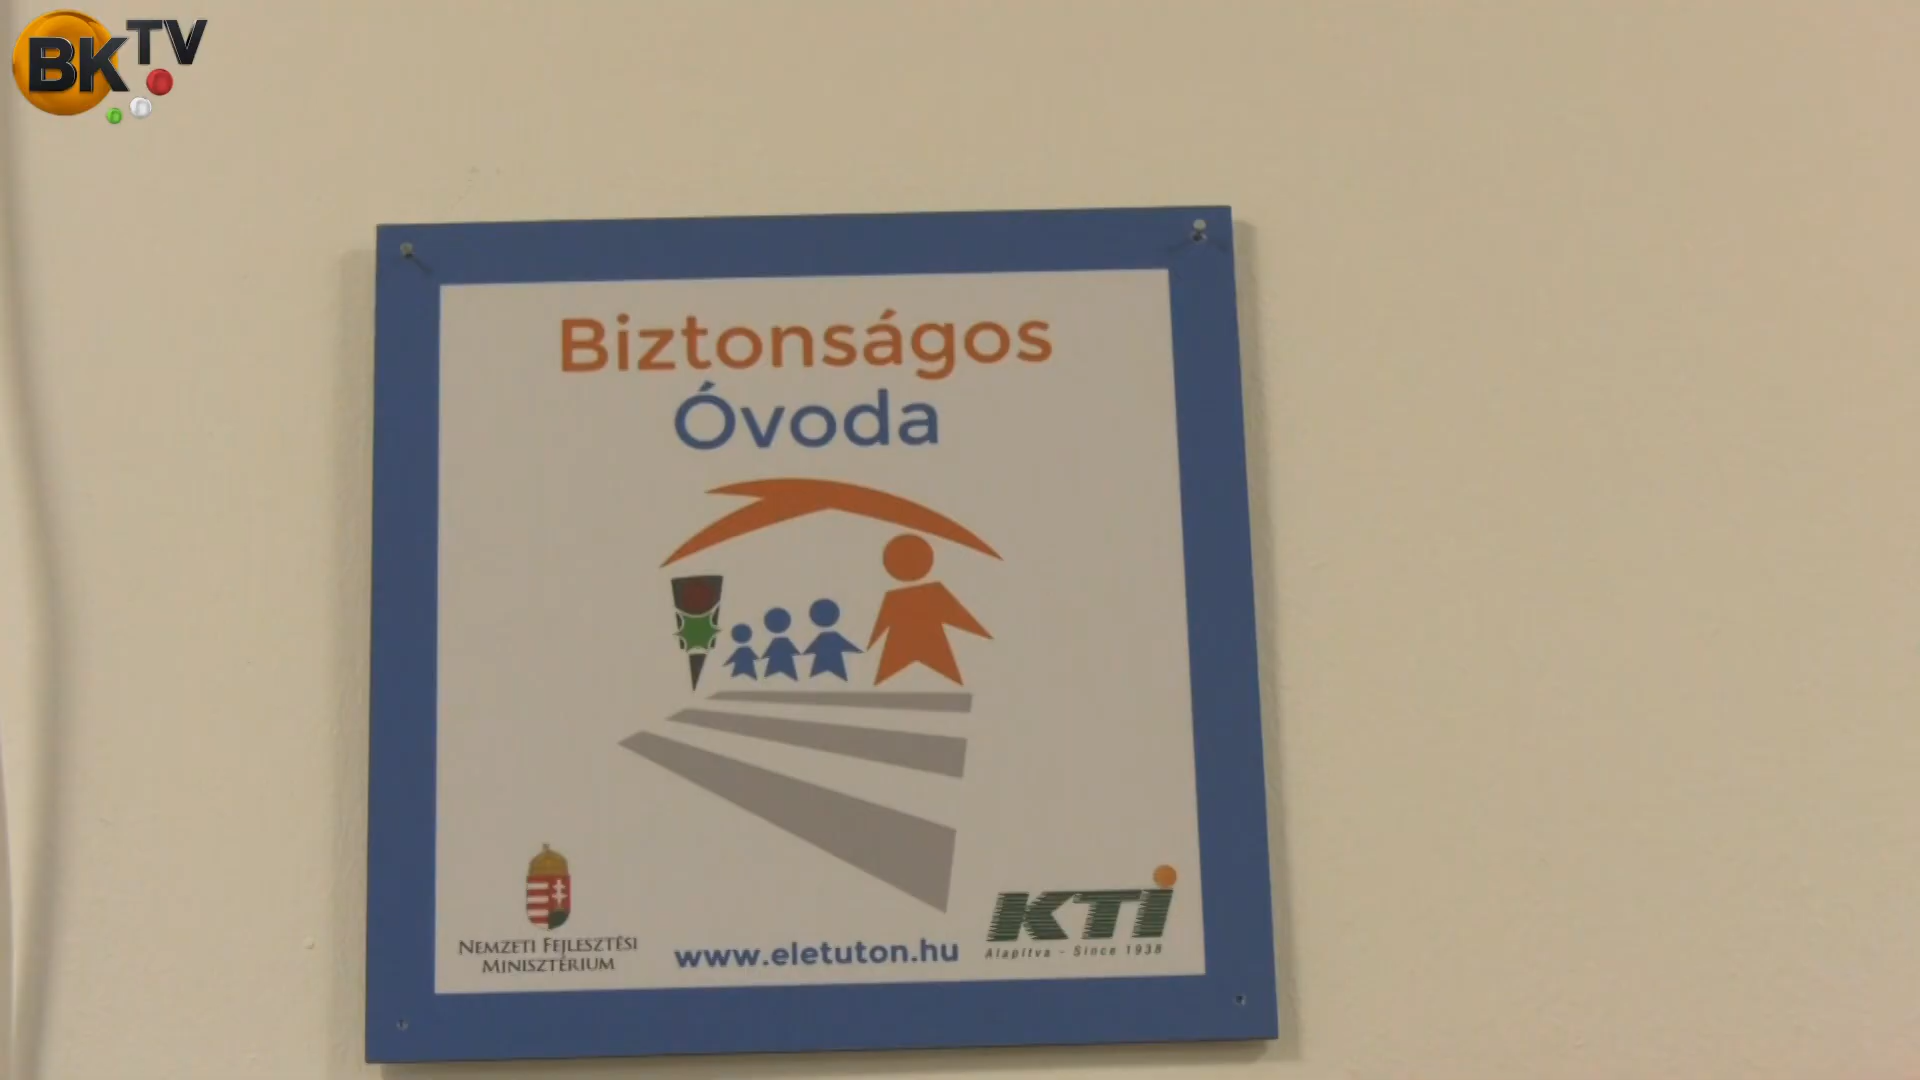 BKTV
Biztonságos
Óvoda
NEMZETI FEJLESZTÉSI
MINISZTÉRIUM
www.eletuton.hu
KTI
Alapítva - Since 1938